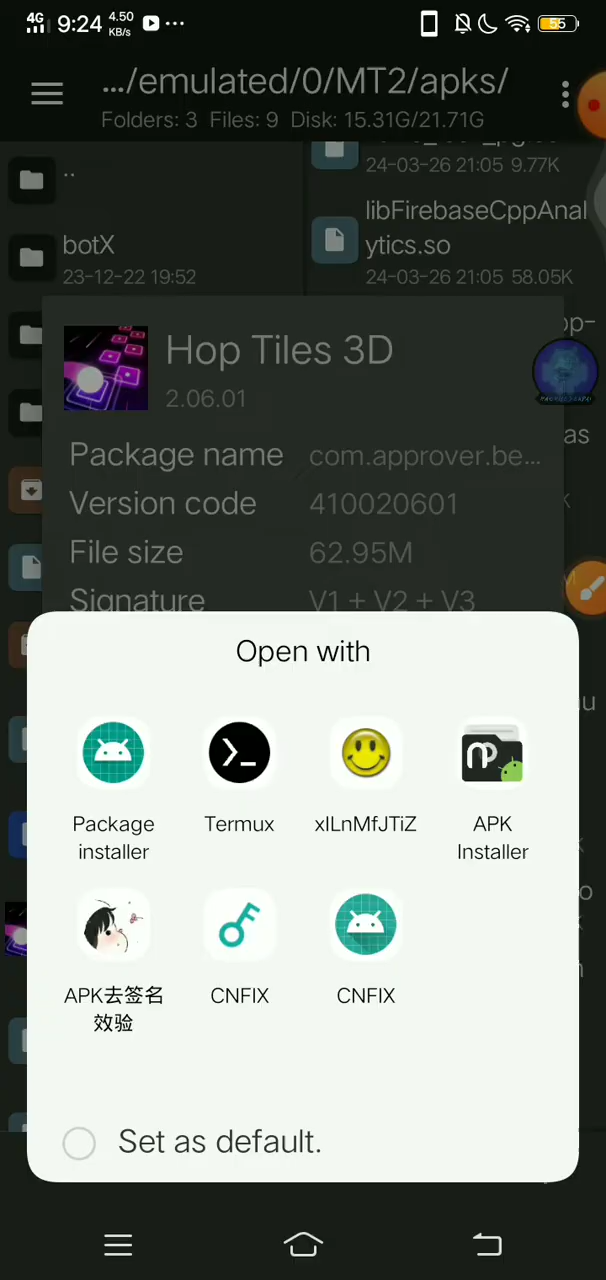 4G 9:24 4.50 KB/s ··· 55
.../emulated/0/MT2/apks/
Folders: 3 Files: 9 Disk: 15.31G/21.71G
..
24-03-26 21:05 9.77K
botX
23-12-22 19:52
libFirebaseCppAnal
ytics.so
24-03-26 21:05 58.05K
Hop Tiles 3D
2.06.01
Package name com.approver.be...
Version code 410020601
File size 62.95M
Signature V1 + V2 + V3
Open with
Package
installer
Termux
xlLnMfJTiZ
APK
Installer
APK去签名
效验
CNFIX
CNFIX
Set as default.